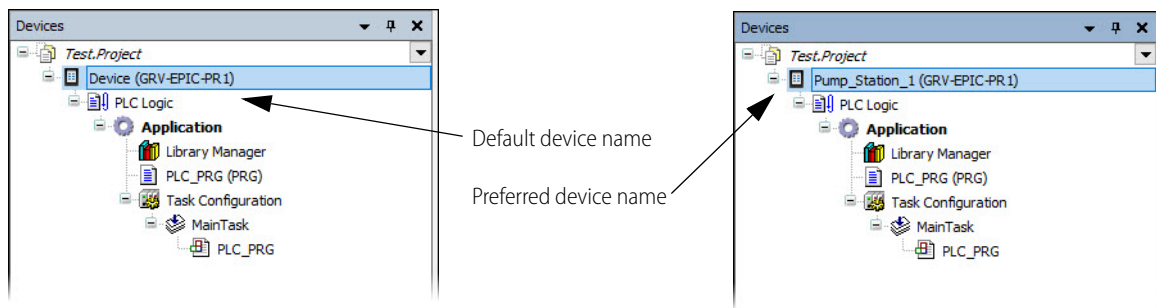 Devices
Test.Project
Device (GRV-EPIC-PR1)
PLC Logic
Application
Library Manager
PLC_PRG (PRG)
Task Configuration
MainTask
PLC_PRG
Default device name
Preferred device name
Devices
Test.Project
Pump_Station_1 (GRV-EPIC-PR1)
PLC Logic
Application
Library Manager
PLC_PRG (PRG)
Task Configuration
MainTask
PLC_PRG